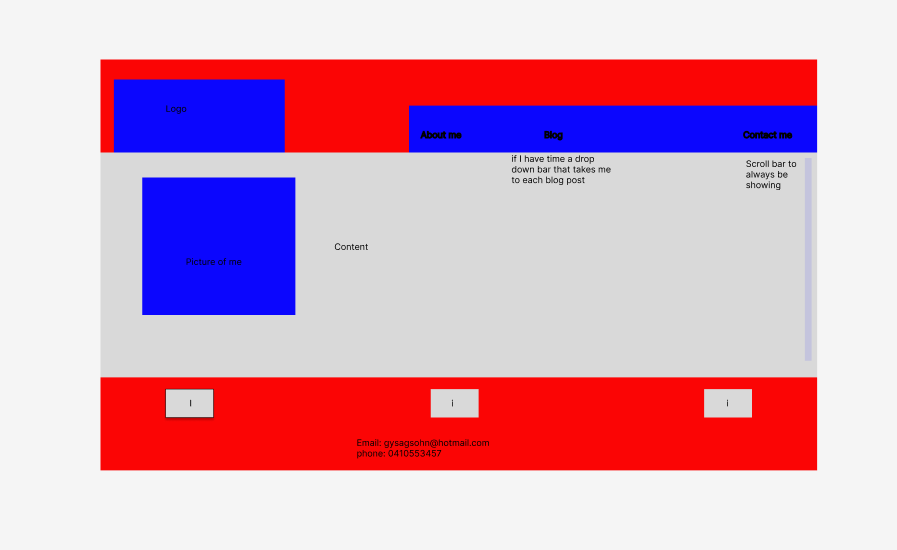 Logo
About me
Blog
Contact me
if I have time a drop
down bar that takes me
to each blog post
Scroll bar to
always be
showing
Picture of me
Content
I
i
i
Email: gysagsohn@hotmail.com
phone: 0410553457